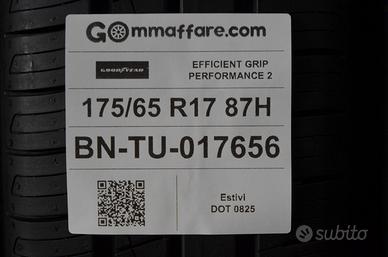 GOmmaffare.com
GOODYEAR
EFFICIENT GRIP
PERFORMANCE 2
175/65 R17 87H
BN-TU-017656
Estivi
DOT 0825
subito